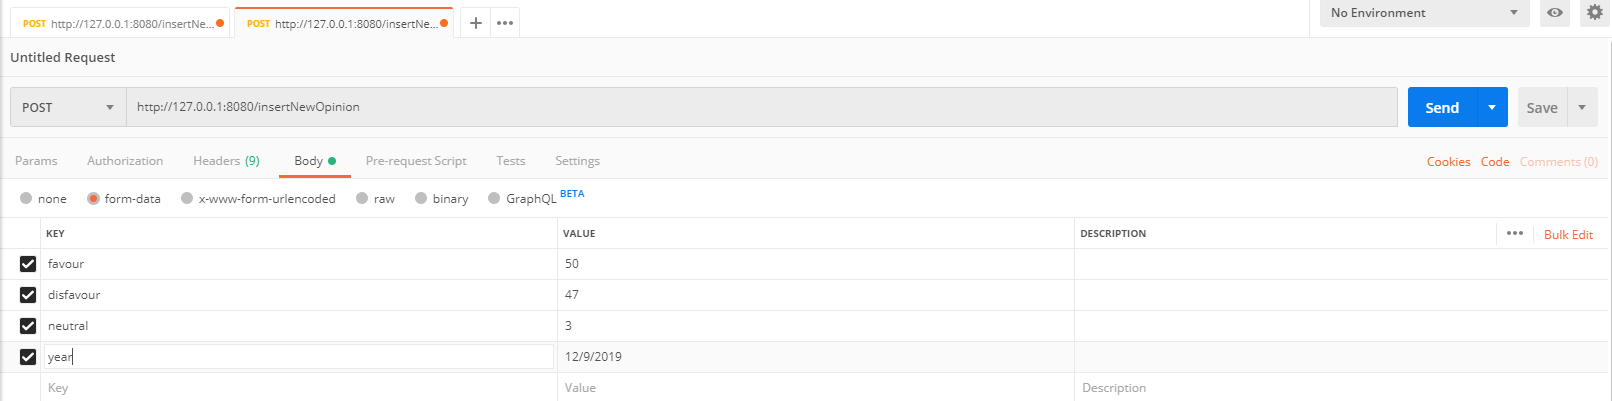 POST http://127.0.0.1:8080/insertNe... POST http://127.0.0.1:8080/insertNe... + ••• No Environment
Untitled Request
POST http://127.0.0.1:8080/insertNewOpinion Send Save
Params Authorization Headers (9) Body Pre-request Script Tests Settings Cookies Code Comments (0)
none form-data x-www-form-urlencoded raw binary GraphQL BETA
KEY VALUE DESCRIPTION ••• Bulk Edit
favour 50
disfavour 47
neutral 3
year 12/9/2019
Key Value Description